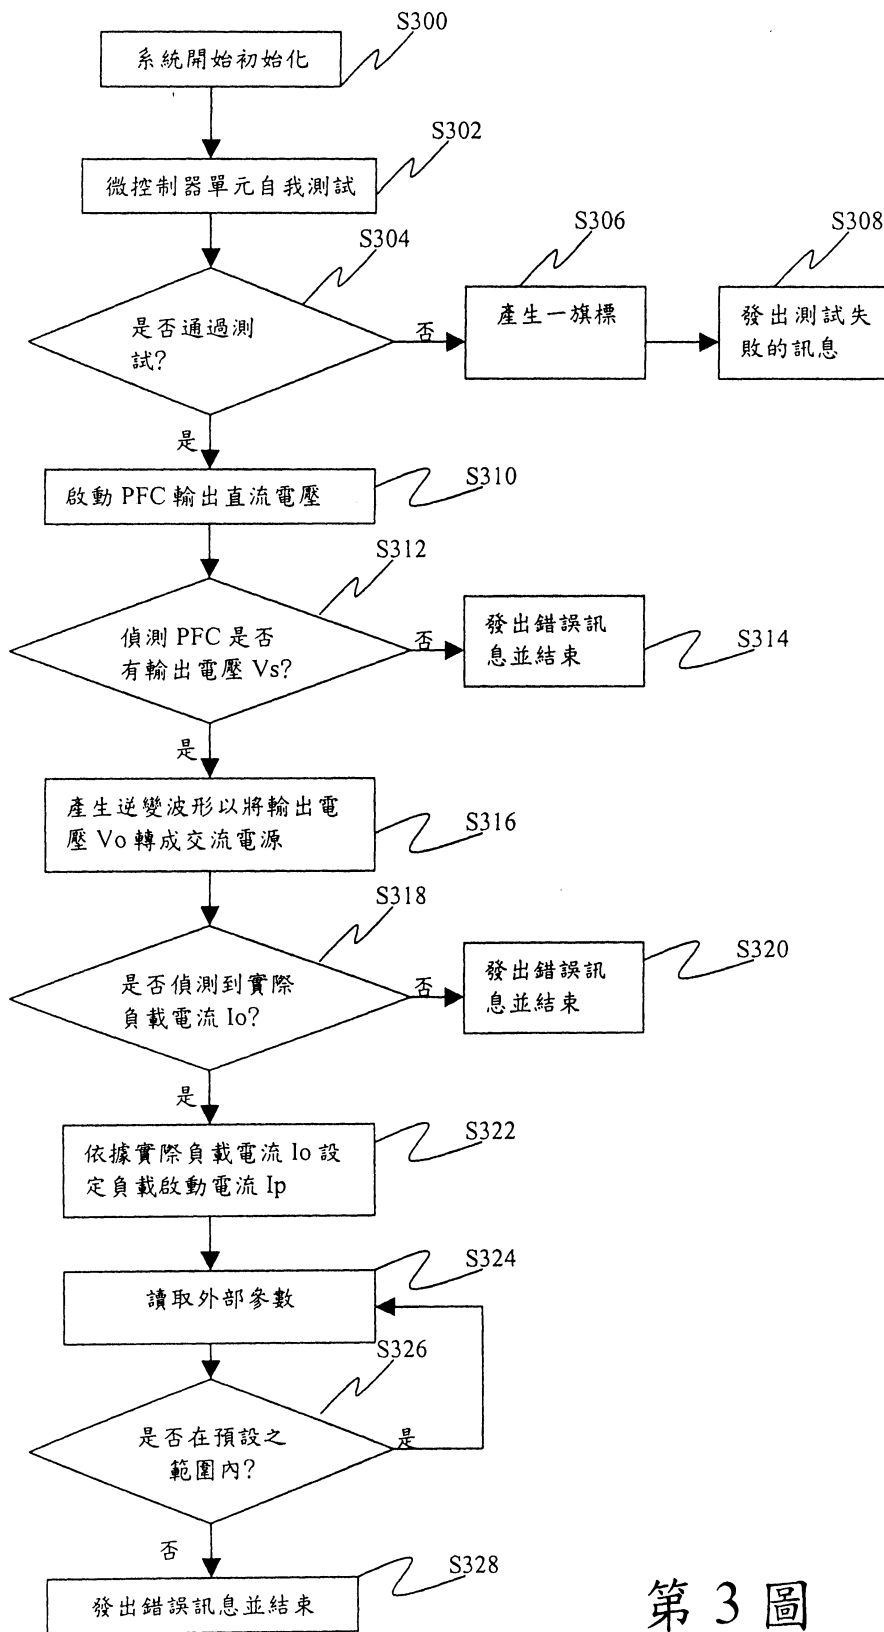 S300
系統開始初始化
S302
微控制器單元自我測試
S304
是否通過測
試?
否
S306
產生一旗標
S308
發出測試失
敗的訊息
是
S310
啟動 PFC 輸出直流電壓
S312
偵測 PFC 是否
有輸出電壓 Vs?
否
發出錯誤訊
息並結束
S314
是
產生逆變波形以將輸出電
壓 Vo 轉成交流電源
S316
S318
是否偵測到實際
負載電流 Io?
否
發出錯誤訊
息並結束
S320
是
依據實際負載電流 Io 設
定負載啟動電流 Ip
S322
S324
讀取外部參數
S326
是否在預設之
範圍內?
是
否
S328
發出錯誤訊息並結束
第 3 圖